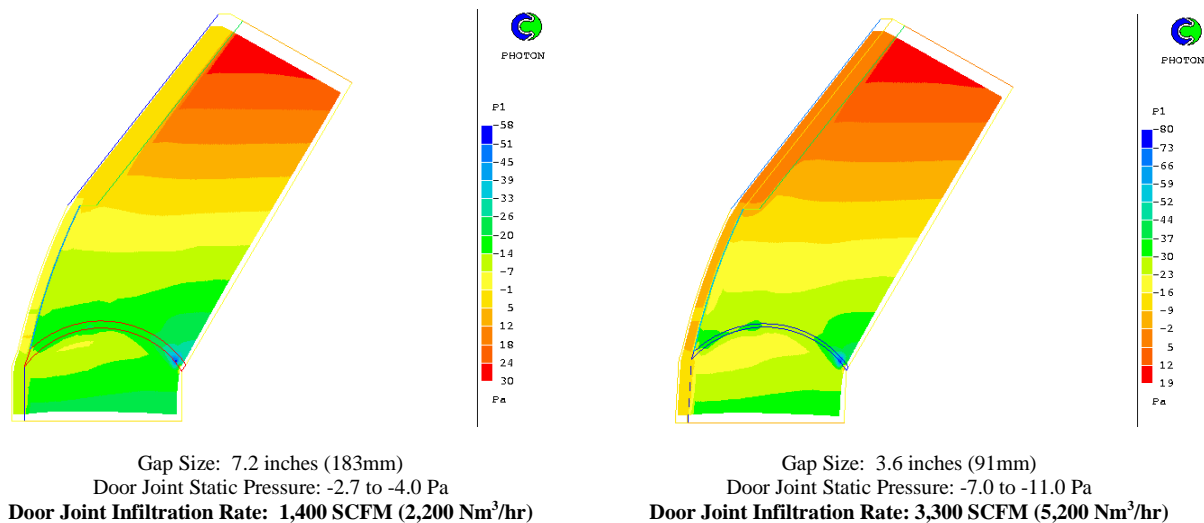 PHOTON
P1
-58
-51
-45
-39
-33
-26
-20
-14
-7
-1
5
12
18
24
30
Pa
PHOTON
P1
-80
-73
-66
-59
-52
-44
-37
-30
-23
-16
-9
-2
5
12
19
Pa
Gap Size: 7.2 inches (183mm)
Door Joint Static Pressure: -2.7 to -4.0 Pa
Door Joint Infiltration Rate: 1,400 SCFM (2,200 Nm³/hr)
Gap Size: 3.6 inches (91mm)
Door Joint Static Pressure: -7.0 to -11.0 Pa
Door Joint Infiltration Rate: 3,300 SCFM (5,200 Nm³/hr)